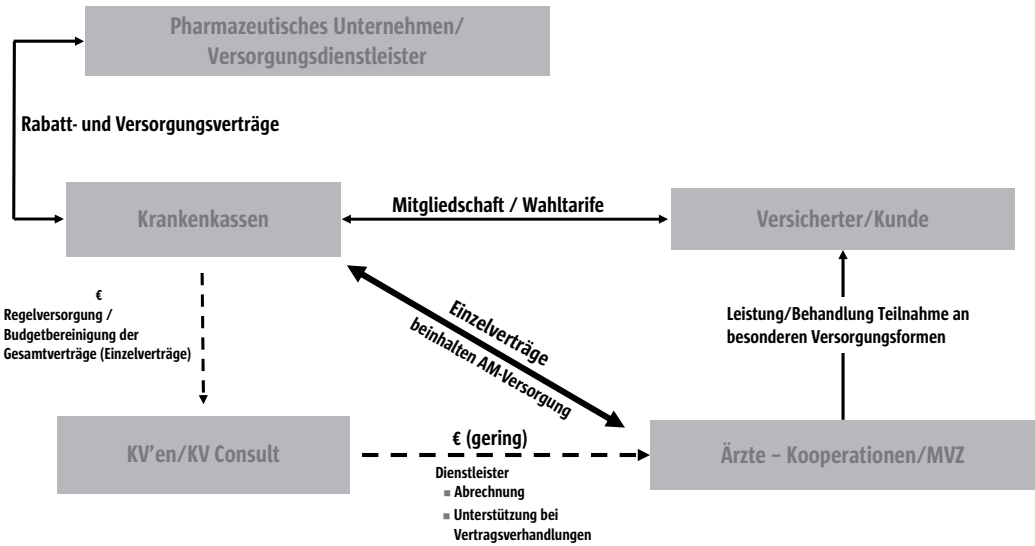 Pharmazeutisches Unternehmen/
Versorgungsdienstleister
Rabatt- und Versorgungsverträge
Krankenkassen
Mitgliedschaft / Wahltarife
Versicherter/Kunde
€
Regelversorgung /
Budgetbereinigung der
Gesamtverträge (Einzelverträge)
Einzelverträge
beinhalten AM-Versorgung
Leistung/Behandlung Teilnahme an
besonderen Versorgungsformen
KV’en/KV Consult
€ (gering)
Dienstleister
▪ Abrechnung
▪ Unterstützung bei
Vertragsverhandlungen
Ärzte – Kooperationen/MVZ